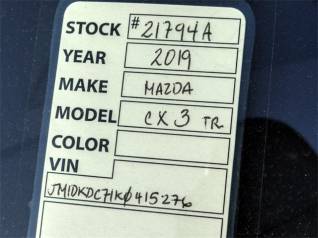 STOCK #21794A
YEAR 2019
MAKE MAZDA
MODEL CX 3 TR
COLOR
VIN
JM1DKDC71K0415276